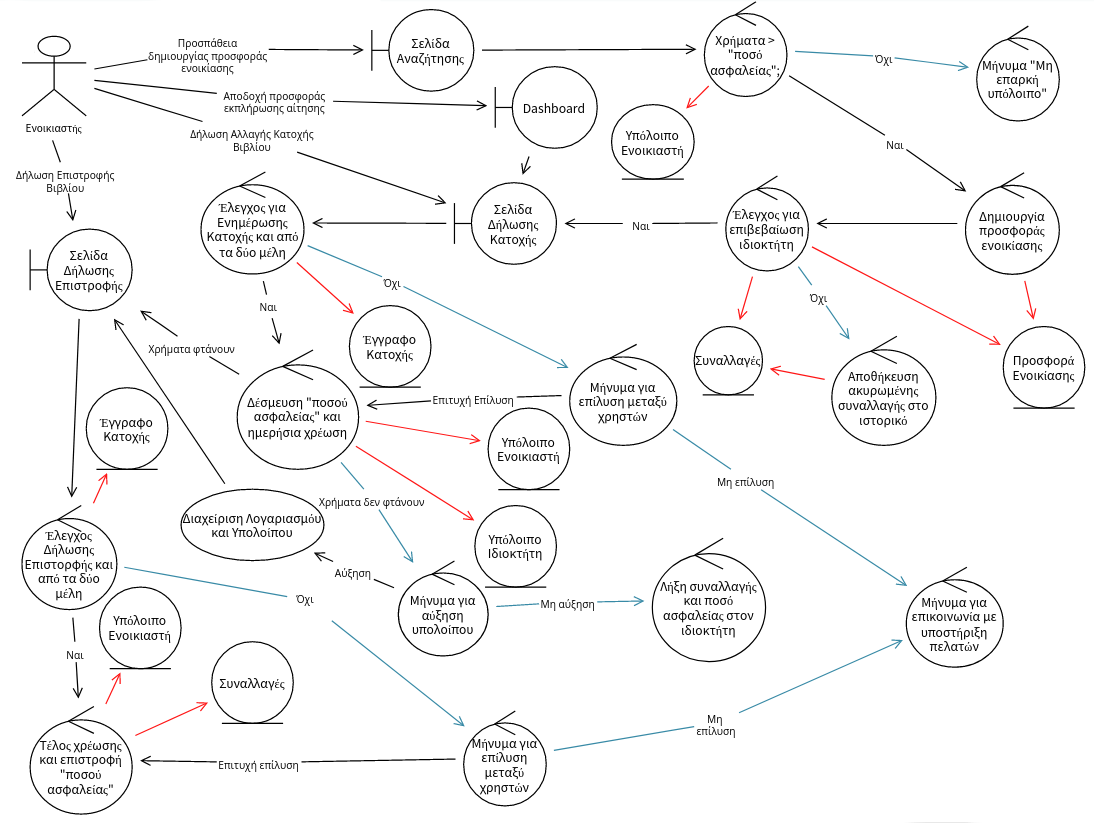 Προσπάθεια
δημιουργίας προσφοράς
ενοικίασης
Σελίδα
Αναζήτησης
Χρήματα >
"ποσό
ασφαλείας";
Όχι
Μήνυμα "Μη
επαρκή
υπόλοιπο"
Αποδοχή προσφοράς
εκπλήρωσης αίτησης
Dashboard
Ενοικιαστής
Δήλωση Αλλαγής Κατοχής
Βιβλίου
Υπόλοιπο
Ενοικιαστή
Ναι
Δήλωση Επιστροφής
Βιβλίου
Έλεγχος για
Ενημέρωσης
Κατοχής και από
τα δύο μέλη
Σελίδα
Δήλωσης
Κατοχής
Ναι
Έλεγχος για
επιβεβαίωση
ιδιοκτήτη
Δημιουργία
προσφοράς
ενοικίασης
Σελίδα
Δήλωσης
Επιστροφής
Όχι
Ναι
Όχι
Χρήματα φτάνουν
Έγγραφο
Κατοχής
Συναλλαγές
Προσφορά
Ενοικίασης
Αποθήκευση
ακυρωμένης
συναλλαγής στο
ιστορικό
Δέσμευση "ποσού
ασφαλείας" και
ημερήσια χρέωση
Επιτυχή Επίλυση
Μήνυμα για
επίλυση μεταξύ
χρηστών
Έγγραφο
Κατοχής
Υπόλοιπο
Ενοικιαστή
Μη επίλυση
Χρήματα δεν φτάνουν
Διαχείριση Λογαριασμόυ
και Υπολοίπου
Υπόλοιπο
Ιδιοκτήτη
Έλεγχος
Δήλωσης
Επιστορφής και
από τα δύο
μέλη
Αύξηση
Όχι
Μήνυμα για
αύξηση
υπολοίπου
Μη αύξηση
Λήξη συναλλαγής
και ποσό
ασφαλείας στον
ιδιοκτήτη
Μήνυμα για
επικοινωνία με
υποστήριξη
πελατών
Υπόλοιπο
Ενοικιαστή
Ναι
Συναλλαγές
Μη
επίλυση
Τέλος χρέωσης
και επιστροφή
"ποσού
ασφαλείας"
Επιτυχή επίλυση
Μήνυμα για
επίλυση
μεταξύ
χρηστών